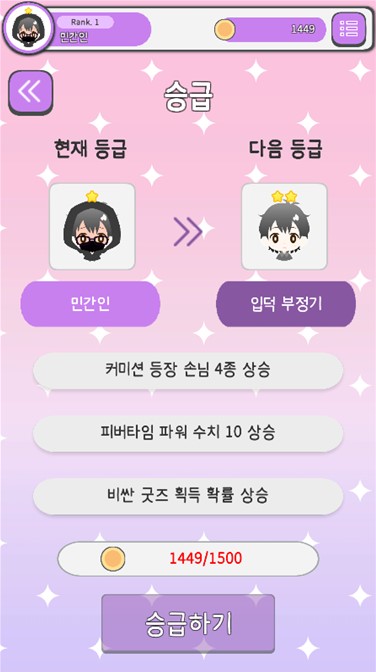 Rank. 1
민간인
1449
승급
현재 등급
다음 등급
민간인
입덕 부정기
커미션 등장 손님 4종 상승
피버타임 파워 수치 10 상승
비싼 굿즈 획득 확률 상승
1449/1500
승급하기